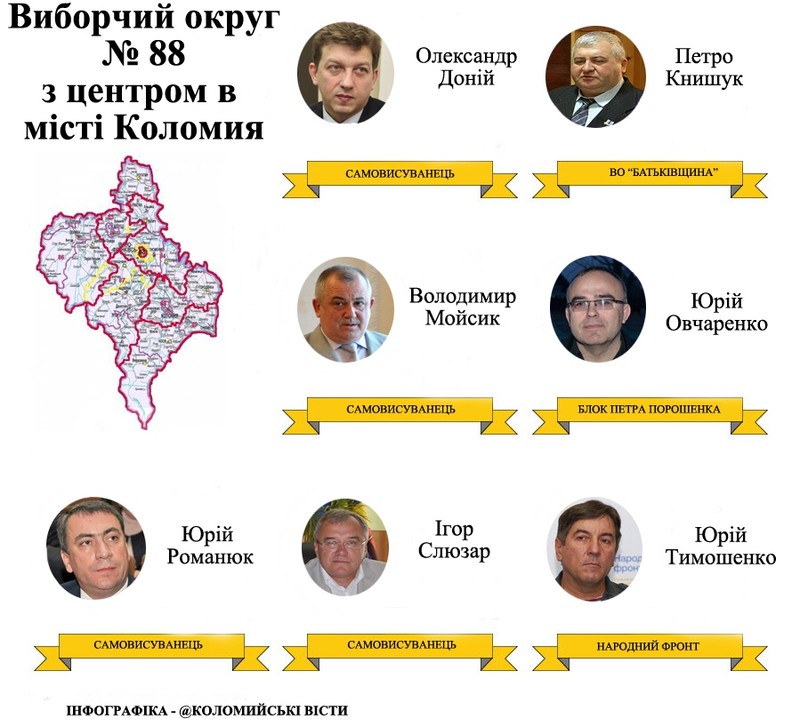 Виборчий округ
№ 88
з центром в
місті Коломия
Олександр
Доній
САМОВИСУВАНЕЦЬ
Петро
Книшук
ВО “БАТЬКІВЩИНА”
Володимир
Мойсик
САМОВИСУВАНЕЦЬ
Юрій
Овчаренко
БЛОК ПЕТРА ПОРОШЕНКА
Юрій
Романюк
САМОВИСУВАНЕЦЬ
Ігор
Слюзар
САМОВИСУВАНЕЦЬ
Юрій
Тимошенко
НАРОДНИЙ ФРОНТ
ІНФОГРАФІКА - @КОЛОМИЙСЬКІ ВІСТИ